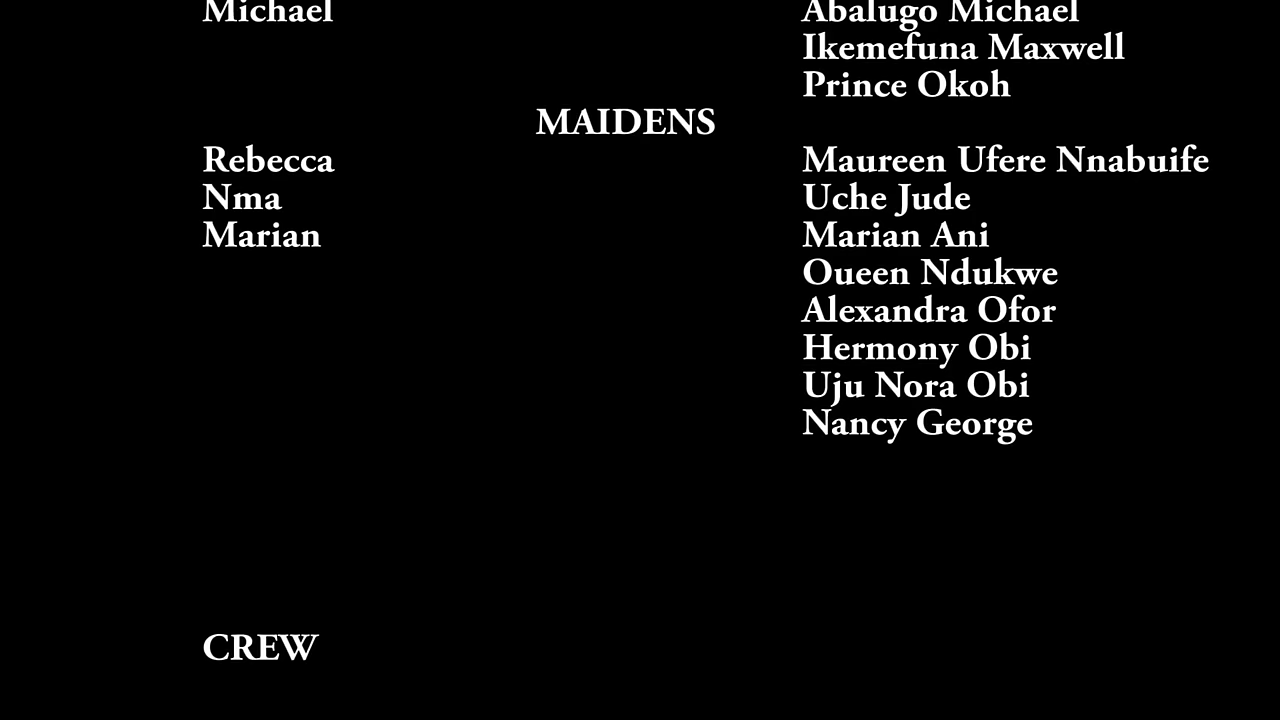 Michael Abalugo Michael
Ikemefuna Maxwell
Prince Okoh
MAIDENS
Rebecca Maureen Ufere Nnabuife
Nma Uche Jude
Marian Marian Ani
Oueen Ndukwe
Alexandra Ofor
Hermony Obi
Uju Nora Obi
Nancy George
CREW